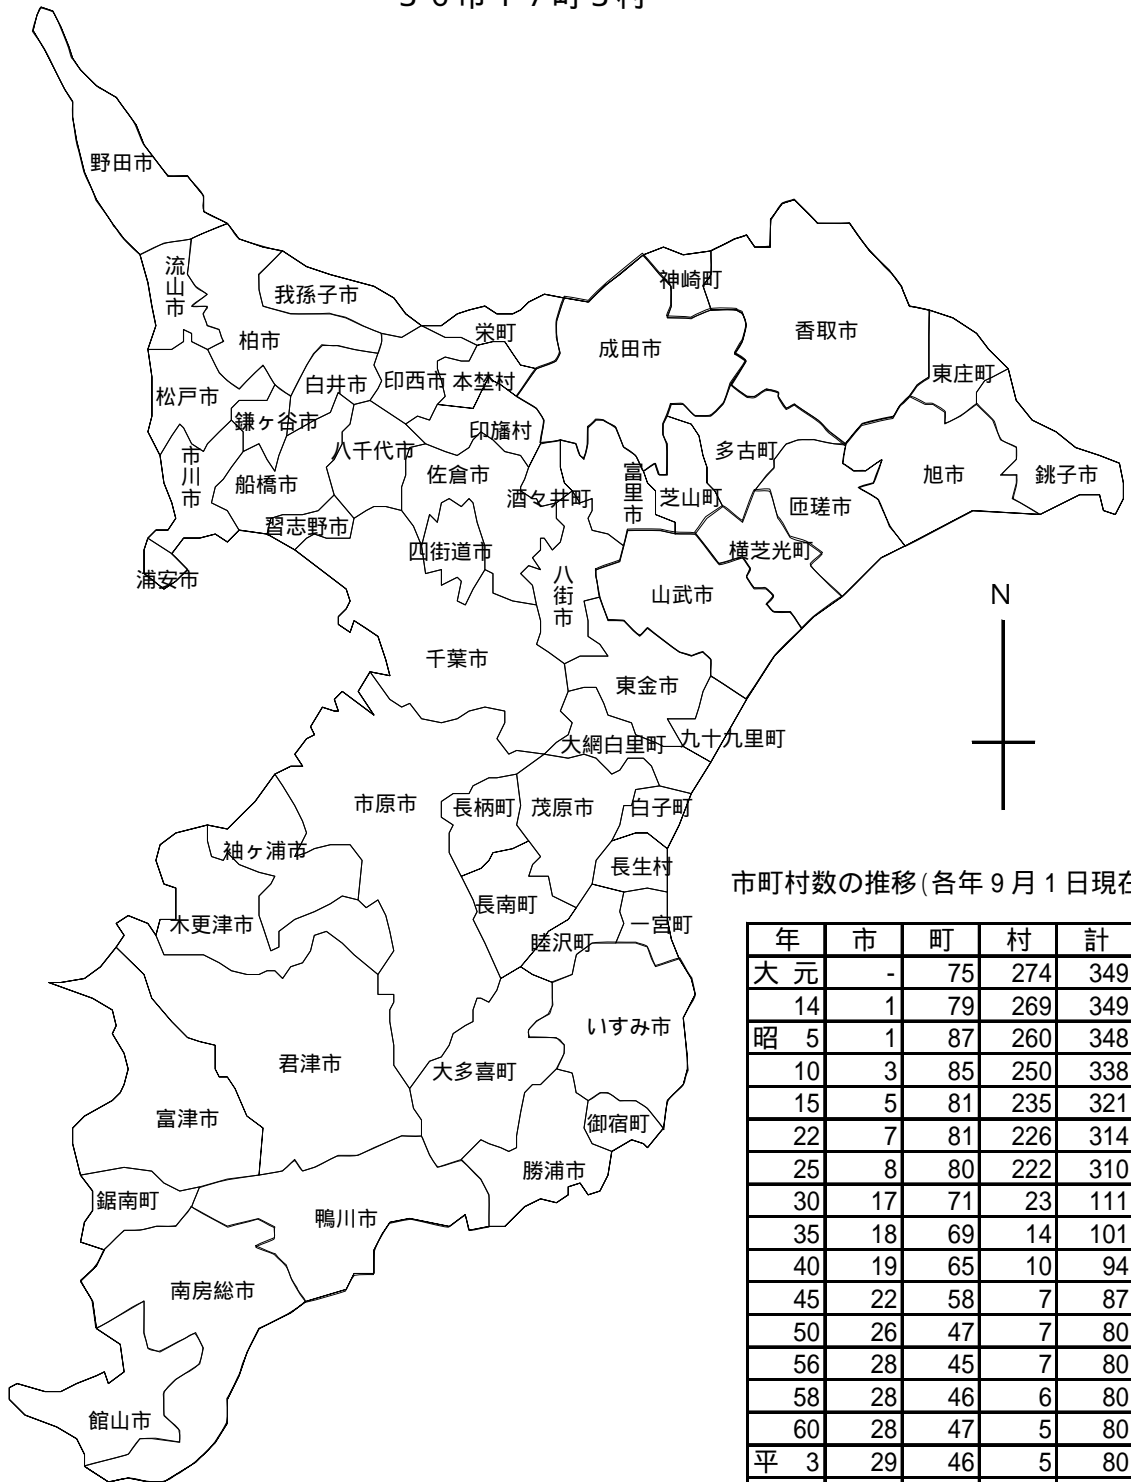 36市17町3村
野田市
流山市
我孫子市
柏市
松戸市
鎌ヶ谷市
白井市
印西市
本埜村
栄町
成田市
神崎町
香取市
東庄町
銚子市
旭市
匝瑳市
多古町
横芝光町
芝山町
富里市
印旛村
佐倉市
酒々井町
八千代市
船橋市
市川市
習志野市
浦安市
四街道市
八街市
山武市
千葉市
東金市
大網白里町
九十九里町
市原市
長柄町
茂原市
白子町
長生村
袖ヶ浦市
木更津市
長南町
睦沢町
一宮町
いすみ市
君津市
大多喜町
富津市
御宿町
勝浦市
鋸南町
鴨川市
南房総市
館山市
N
市町村数の推移(各年9月1日現在
年 市 町 村 計
大 元 - 75 274 349
14 1 79 269 349
昭 5 1 87 260 348
10 3 85 250 338
15 5 81 235 321
22 7 81 226 314
25 8 80 222 310
30 17 71 23 111
35 18 69 14 101
40 19 65 10 94
45 22 58 7 87
50 26 47 7 80
56 28 45 7 80
58 28 46 6 80
60 28 47 5 80
平 3 29 46 5 80